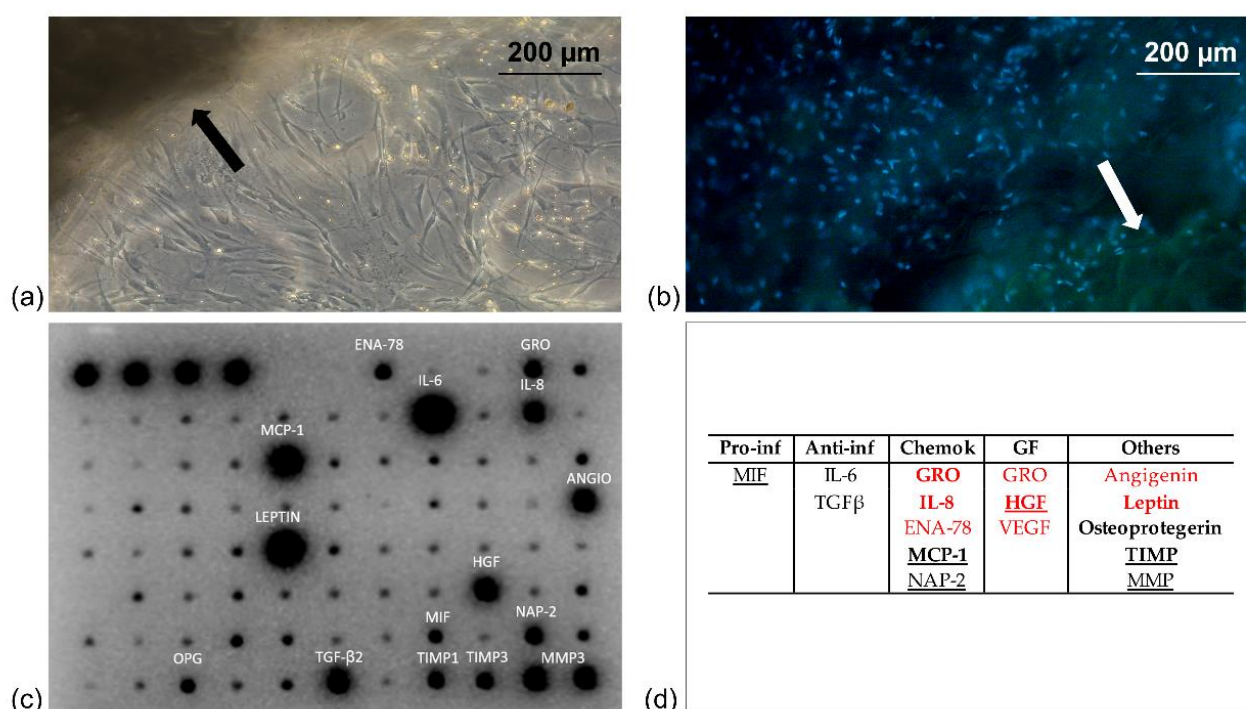 200 µm
200 µm
(a)
(b)
ENA-78 GRO
IL-6 IL-8
MCP-1
ANGIO
LEPTIN
HGF
MIF NAP-2
OPG TGF-β2 TIMP1 TIMP3 MMP3
(c)
Pro-inf Anti-inf Chemok GF Others
MIF IL-6 GRO GRO Angigenin
TGFβ IL-8 HGF Leptin
ENA-78 VEGF Osteoprotegerin
MCP-1 TIMP
NAP-2 MMP
(d)